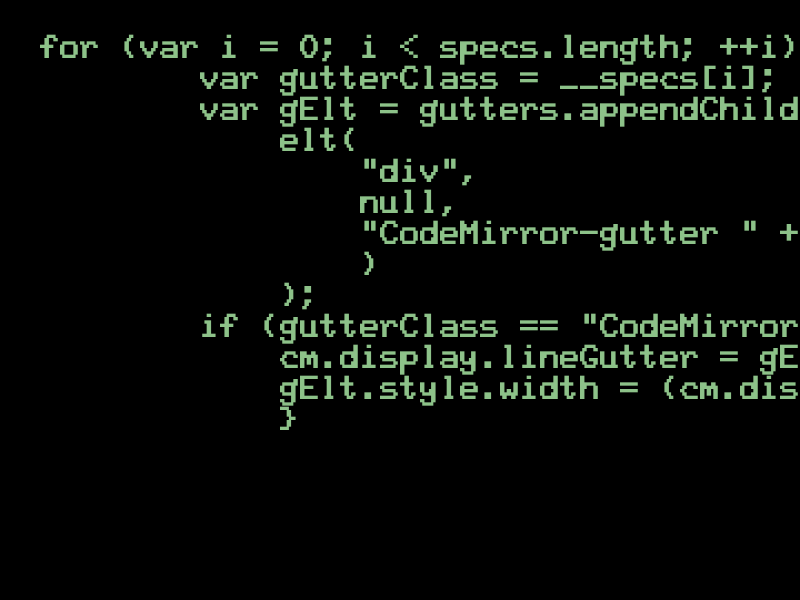 for (var i = 0; i < specs.length; ++i)
var gutterClass = __specs[i];
var gElt = gutters.appendChild
elt(
"div",
null,
"CodeMirror-gutter " +
)
);
if (gutterClass == "CodeMirror
cm.display.lineGutter = gE
gElt.style.width = (cm.dis
}